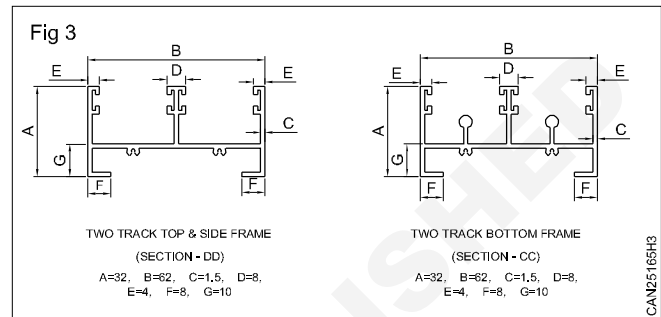 Fig 3
B
E
D
E
A
C
G
F
F
TWO TRACK TOP & SIDE FRAME
(SECTION - DD)
A=32, B=62, C=1.5, D=8,
E=4, F=8, G=10
B
E
D
E
A
C
G
F
F
TWO TRACK BOTTOM FRAME
(SECTION - CC)
A=32, B=62, C=1.5, D=8,
E=4, F=8, G=10
CAN25165H3
ISHED